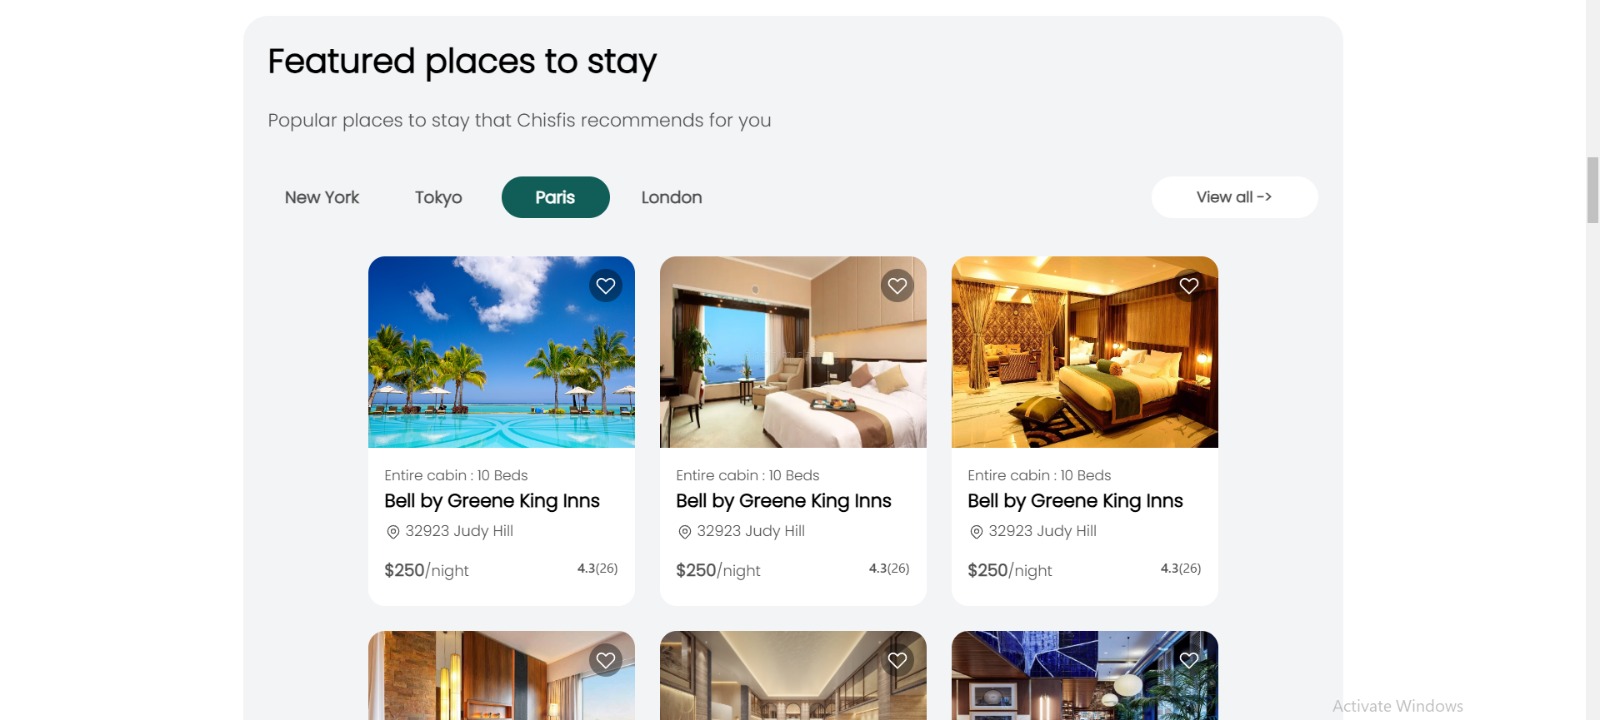 Featured places to stay
Popular places to stay that Chisfis recommends for you
New York
Tokyo
Paris
London
View all ->
Entire cabin : 10 Beds
Bell by Greene King Inns
32923 Judy Hill
$250/night
4.3(26)
Entire cabin : 10 Beds
Bell by Greene King Inns
32923 Judy Hill
$250/night
4.3(26)
Entire cabin : 10 Beds
Bell by Greene King Inns
32923 Judy Hill
$250/night
4.3(26)
Activate Windows